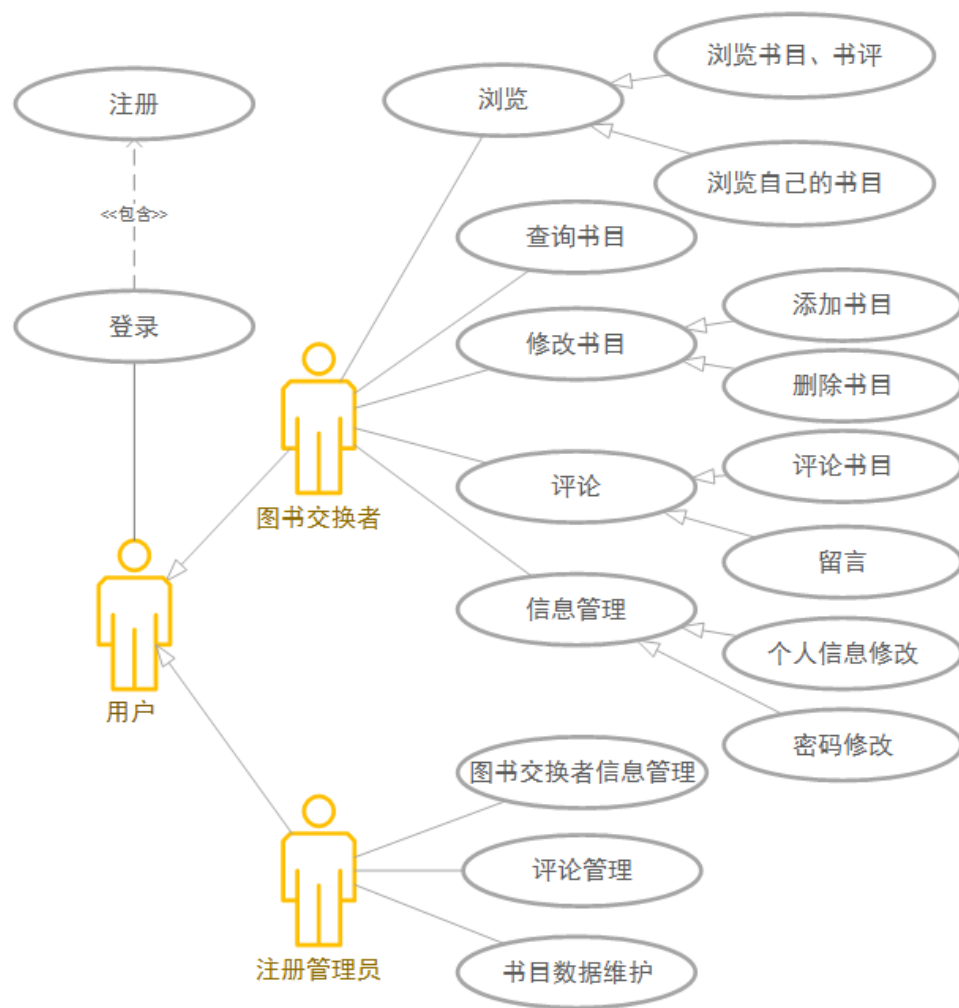 浏览书目、书评
注册
浏览
浏览自己的书目
<<包含>>
查询书目
添加书目
登录
修改书目
删除书目
评论书目
评论
图书交换者
留言
信息管理
个人信息修改
用户
密码修改
图书交换者信息管理
评论管理
注册管理员
书目数据维护